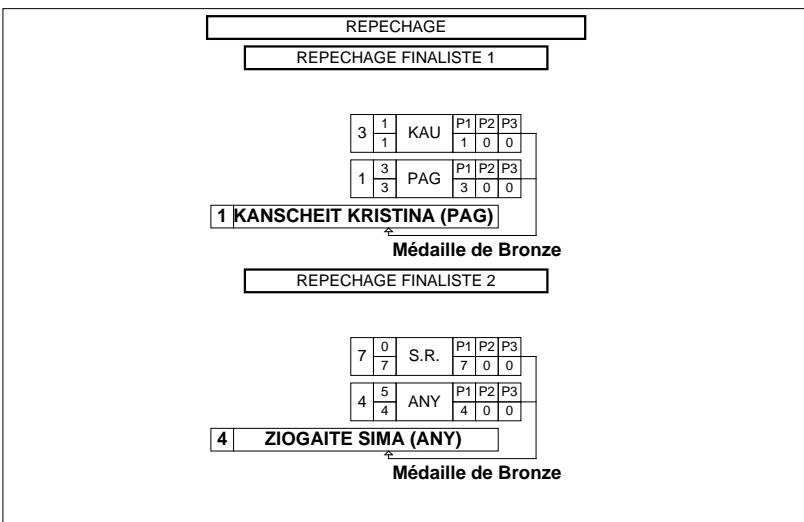 REPECHAGE
REPECHAGE FINALISTE 1
3 1 KAU P1 P2 P3
1 1 0 0
1 3 PAG P1 P2 P3
3 3 0 0
1 KANSCHEIT KRISTINA (PAG)
Médaille de Bronze
REPECHAGE FINALISTE 2
7 0 S.R. P1 P2 P3
7 7 0 0
4 5 ANY P1 P2 P3
4 4 0 0
4 ZIOGAITE SIMA (ANY)
Médaille de Bronze